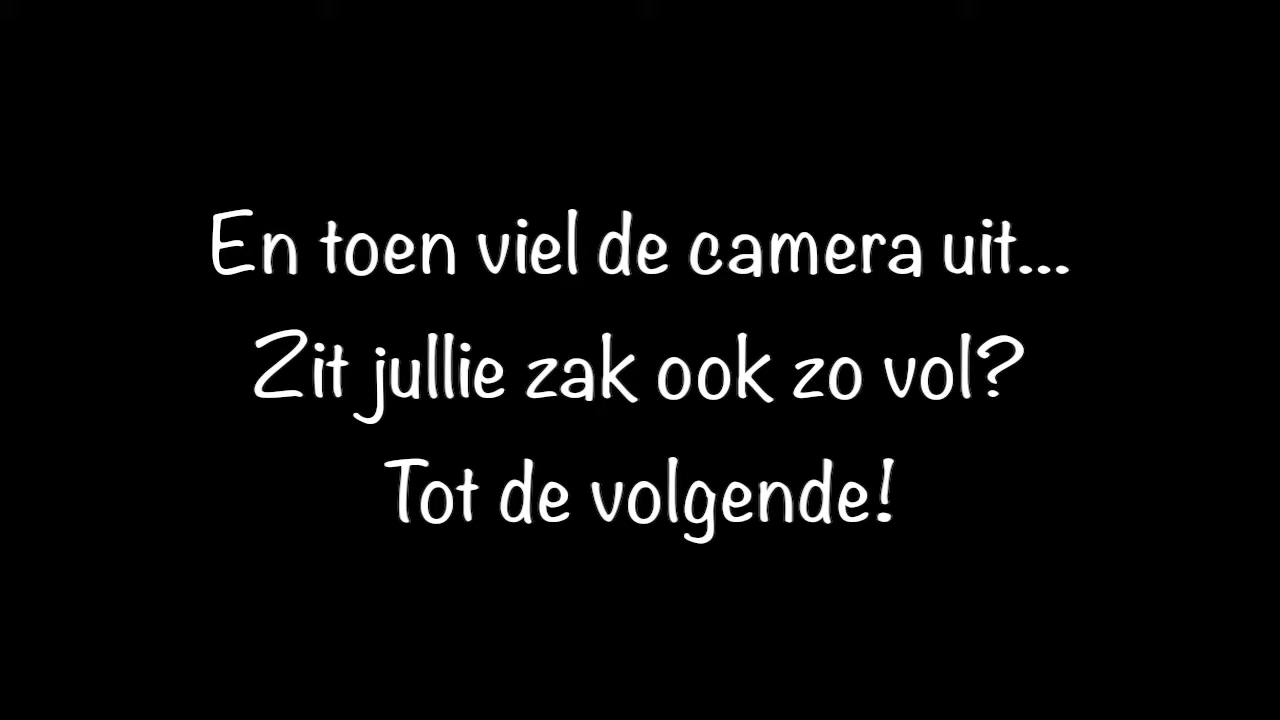 En toen viel de camera uit...
Zit jullie zak ook zo vol?
Tot de volgende!